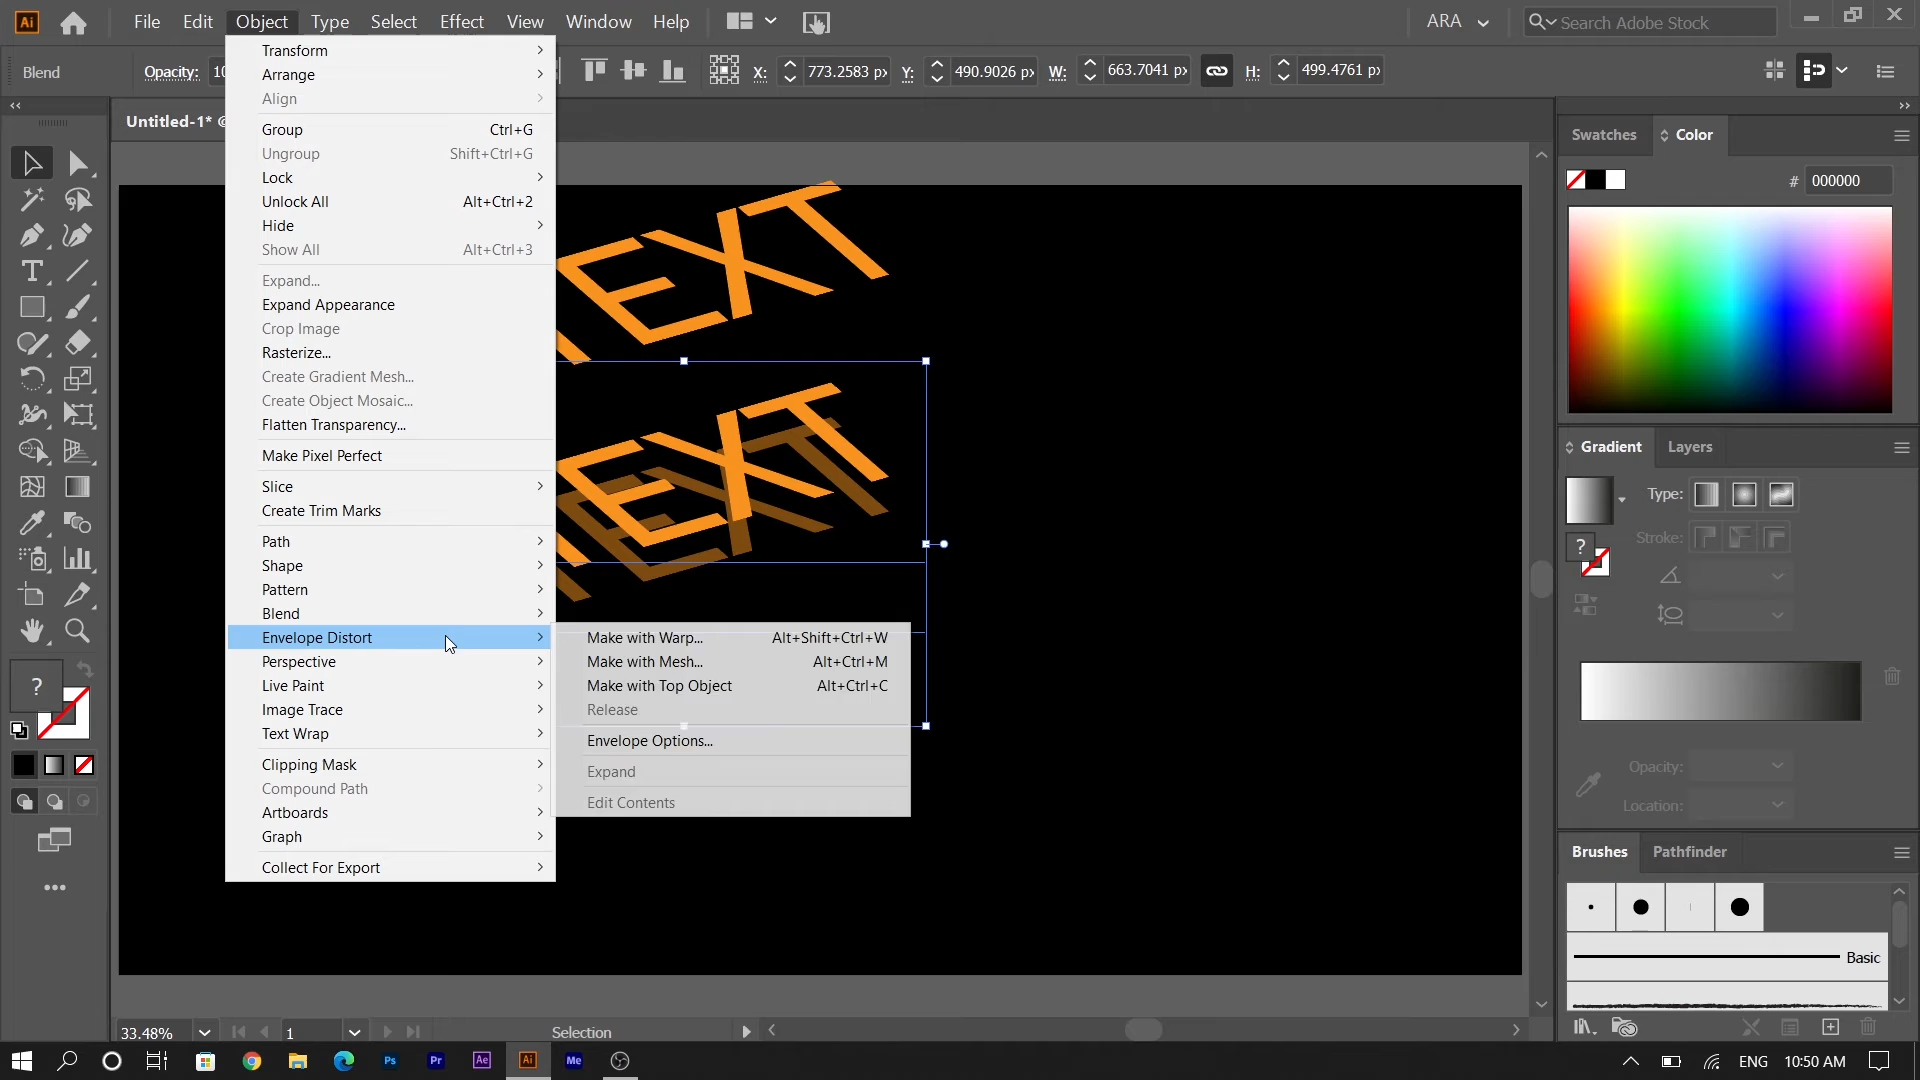 Ai File Edit Object Type Select Effect View Window Help ARA Search Adobe Stock
Blend Opacity: 10 X: 773.2583 px Y: 490.9026 px W: 663.7041 px H: 499.4761 px
Untitled-1* @
Transform
Arrange
Align
Group Ctrl+G
Ungroup Shift+Ctrl+G
Lock
Unlock All Alt+Ctrl+2
Hide
Show All Alt+Ctrl+3
Expand...
Expand Appearance
Crop Image
Rasterize...
Create Gradient Mesh...
Create Object Mosaic...
Flatten Transparency...
Make Pixel Perfect
Slice
Create Trim Marks
Path
Shape
Pattern
Blend
Envelope Distort
Perspective
Live Paint
Image Trace
Text Wrap
Clipping Mask
Compound Path
Artboards
Graph
Collect For Export
Make with Warp... Alt+Shift+Ctrl+W
Make with Mesh... Alt+Ctrl+M
Make with Top Object Alt+Ctrl+C
Release
Envelope Options...
Expand
Edit Contents
EXT
EXT
EXT
Swatches Color
# 000000
Gradient Layers
Type:
Stroke:
?
Opacity:
Location:
Brushes Pathfinder
Basic
?
33.48% 1 Selection
Ps Pr Ae Ai Me ENG 10:50 AM